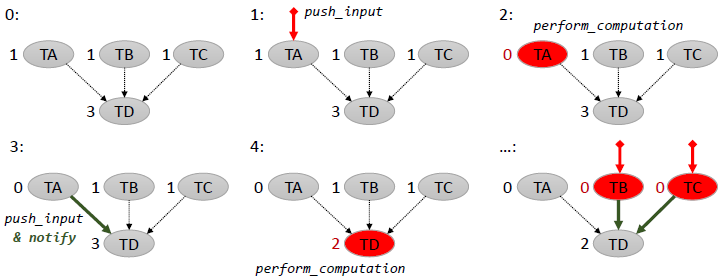 0:
1 TA 1 TB 1 TC
3 TD
1:
push_input
1 TA 1 TB 1 TC
3 TD
2:
perform_computation
0 TA 1 TB 1 TC
3 TD
3:
0 TA 1 TB 1 TC
push_input
& notify
3 TD
4:
0 TA 1 TB 1 TC
2 TD
perform_computation
…:
0 TA 0 TB 0 TC
2 TD